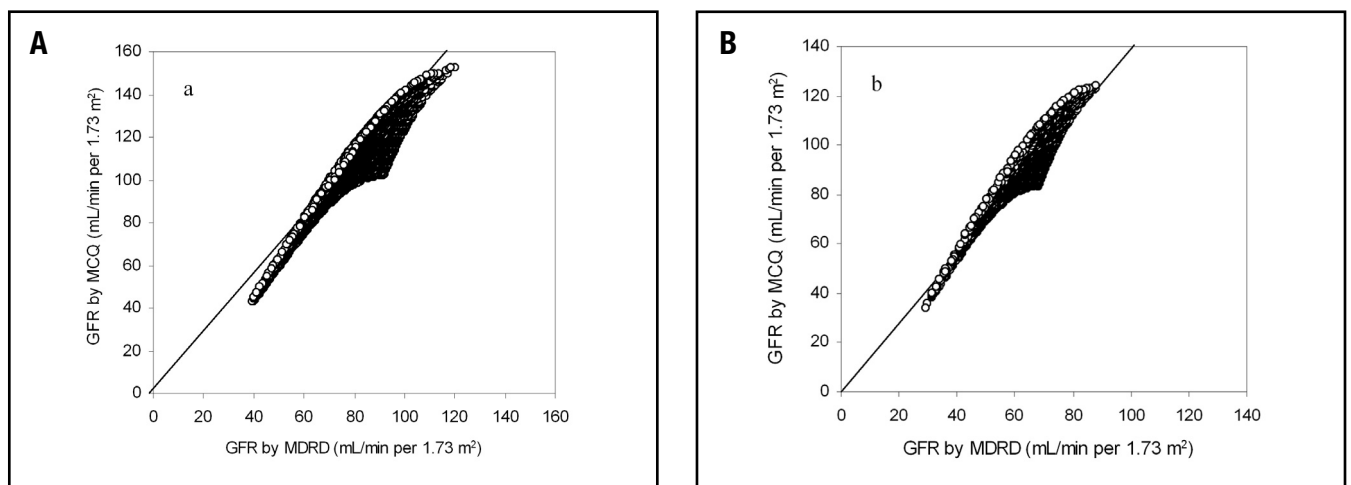 A
a
GFR by MCQ (mL/min per 1.73 m²)
160
140
120
100
80
60
40
20
0
0 20 40 60 80 100 120 140 160
GFR by MDRD (mL/min per 1.73 m²)
B
b
GFR by MCQ (mL/min per 1.73 m²)
140
120
100
80
60
40
20
0
0 20 40 60 80 100 120 140
GFR by MDRD (mL/min per 1.73 m²)